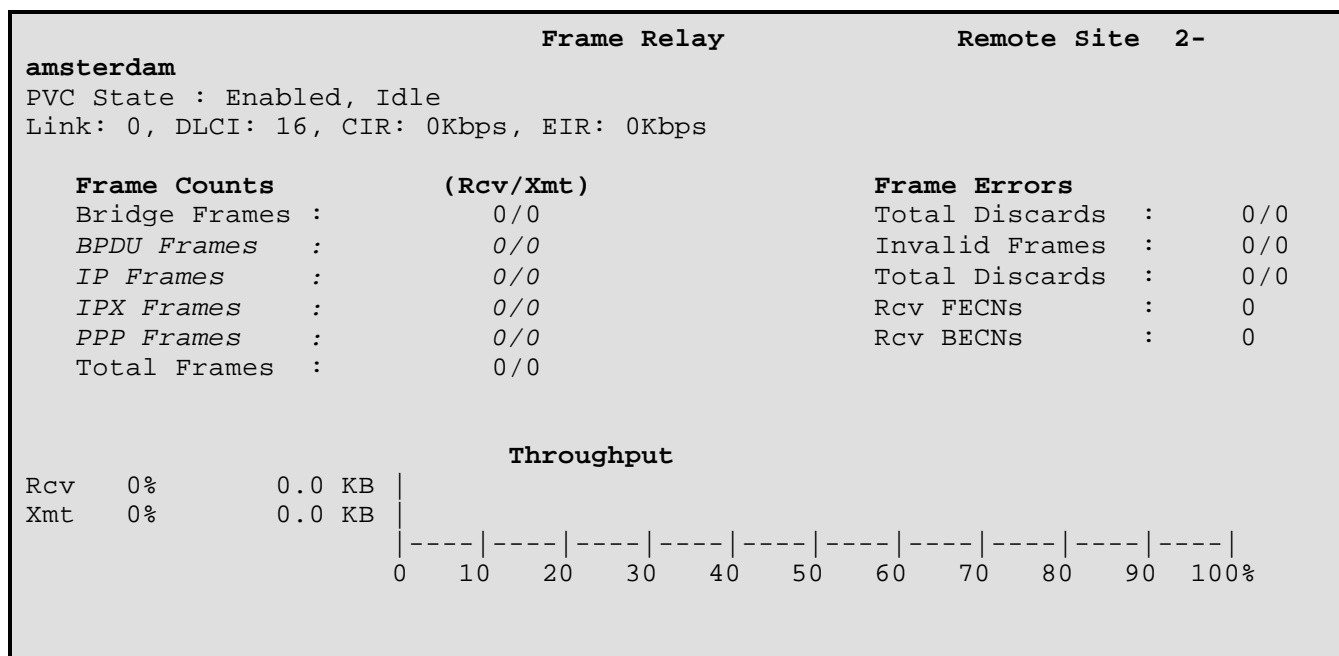 Frame Relay Remote Site 2-
amsterdam
PVC State : Enabled, Idle
Link: 0, DLCI: 16, CIR: 0Kbps, EIR: 0Kbps
Frame Counts (Rcv/Xmt) Frame Errors
Bridge Frames : 0/0 Total Discards : 0/0
BPDU Frames : 0/0 Invalid Frames : 0/0
IP Frames : 0/0 Total Discards : 0/0
IPX Frames : 0/0 Rcv FECNs : 0
PPP Frames : 0/0 Rcv BECNs : 0
Total Frames : 0/0
Throughput
Rcv 0% 0.0 KB |
Xmt 0% 0.0 KB |
|----|----|----|----|----|----|----|----|----|----|
0 10 20 30 40 50 60 70 80 90 100%